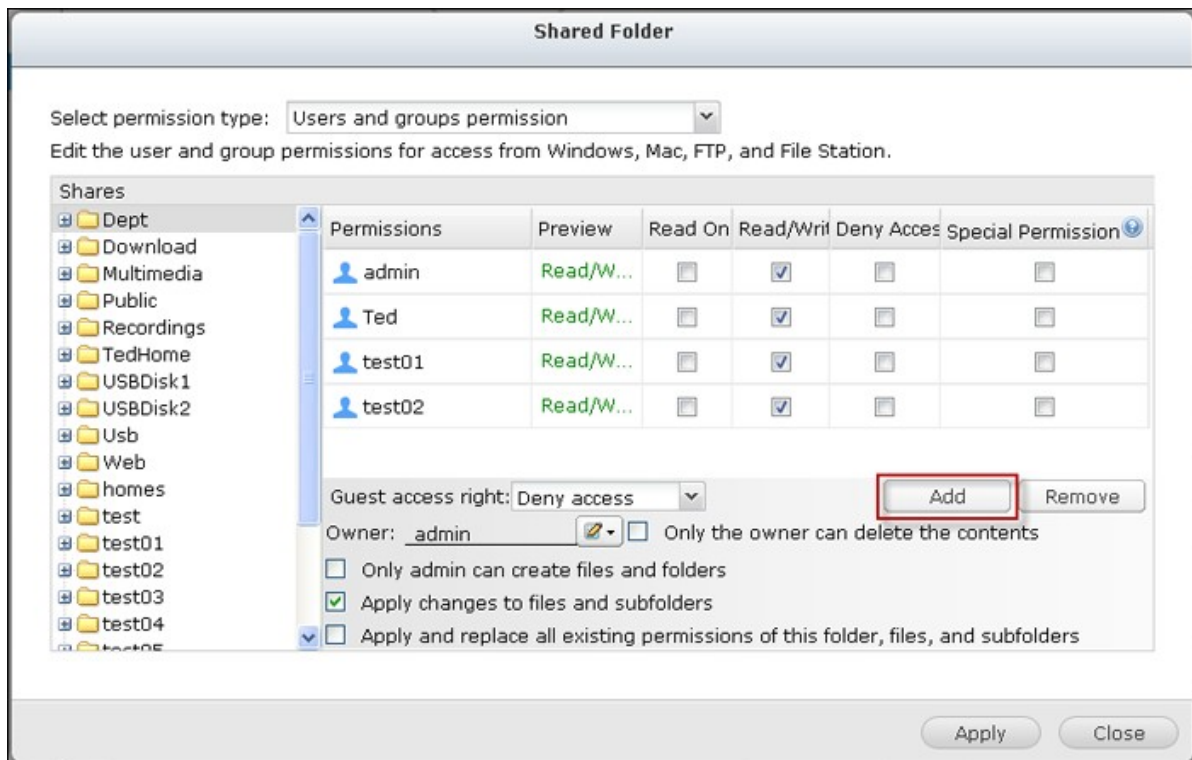 Shared Folder
Select permission type: Users and groups permission
Edit the user and group permissions for access from Windows, Mac, FTP, and File Station.
Shares
Dept
Download
Multimedia
Public
Recordings
TedHome
USBDisk1
USBDisk2
Usb
Web
homes
test
test01
test02
test03
test04
Permissions Preview Read On Read/Writ Deny Acces Special Permission
admin Read/W...
Ted Read/W...
test01 Read/W...
test02 Read/W...
Guest access right: Deny access Add Remove
Owner: admin Only the owner can delete the contents
Only admin can create files and folders
Apply changes to files and subfolders
Apply and replace all existing permissions of this folder, files, and subfolders
Apply Close